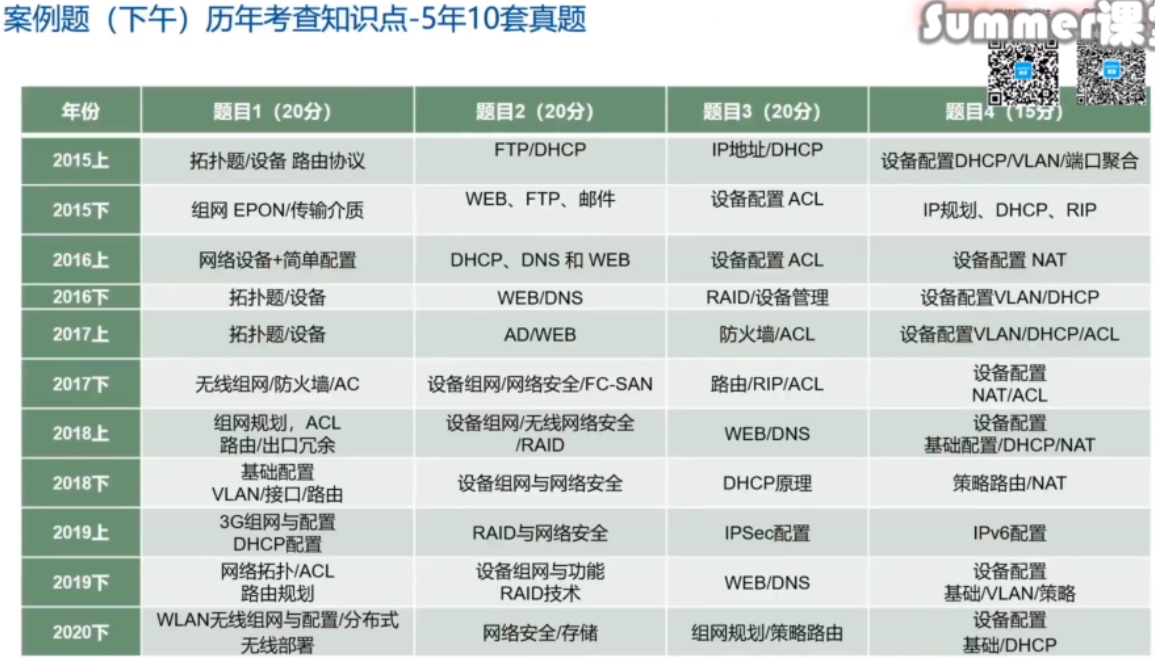 案例题（下午）历年考查知识点-5年10套真题
Summer课
年份 题目1（20分） 题目2（20分） 题目3（20分） 题目4（15分）
2015上 拓扑题/设备 路由协议 FTP/DHCP IP地址/DHCP 设备配置DHCP/VLAN/端口聚合
2015下 组网 EPON/传输介质 WEB、FTP、邮件 设备配置 ACL IP规划、DHCP、RIP
2016上 网络设备+简单配置 DHCP、DNS 和 WEB 设备配置 ACL 设备配置 NAT
2016下 拓扑题/设备 WEB/DNS RAID/设备管理 设备配置VLAN/DHCP
2017上 拓扑题/设备 AD/WEB 防火墙/ACL 设备配置VLAN/DHCP/ACL
2017下 无线组网/防火墙/AC 设备组网/网络安全/FC-SAN 路由/RIP/ACL 设备配置
NAT/ACL
2018上 组网规划，ACL 设备组网/无线网络安全 WEB/DNS 设备配置
路由/出口冗余 /RAID 基础配置/DHCP/NAT
2018下 基础配置 设备组网与网络安全 DHCP原理 策略路由/NAT
VLAN/接口/路由
2019上 3G组网与配置 RAID与网络安全 IPSec配置 IPv6配置
DHCP配置
2019下 网络拓扑/ACL 设备组网与功能 WEB/DNS 设备配置
路由规划 RAID技术 基础/VLAN/策略
2020下 WLAN无线组网与配置/分布式 网络安全/存储 组网规划/策略路由 设备配置
无线部署 基础/DHCP